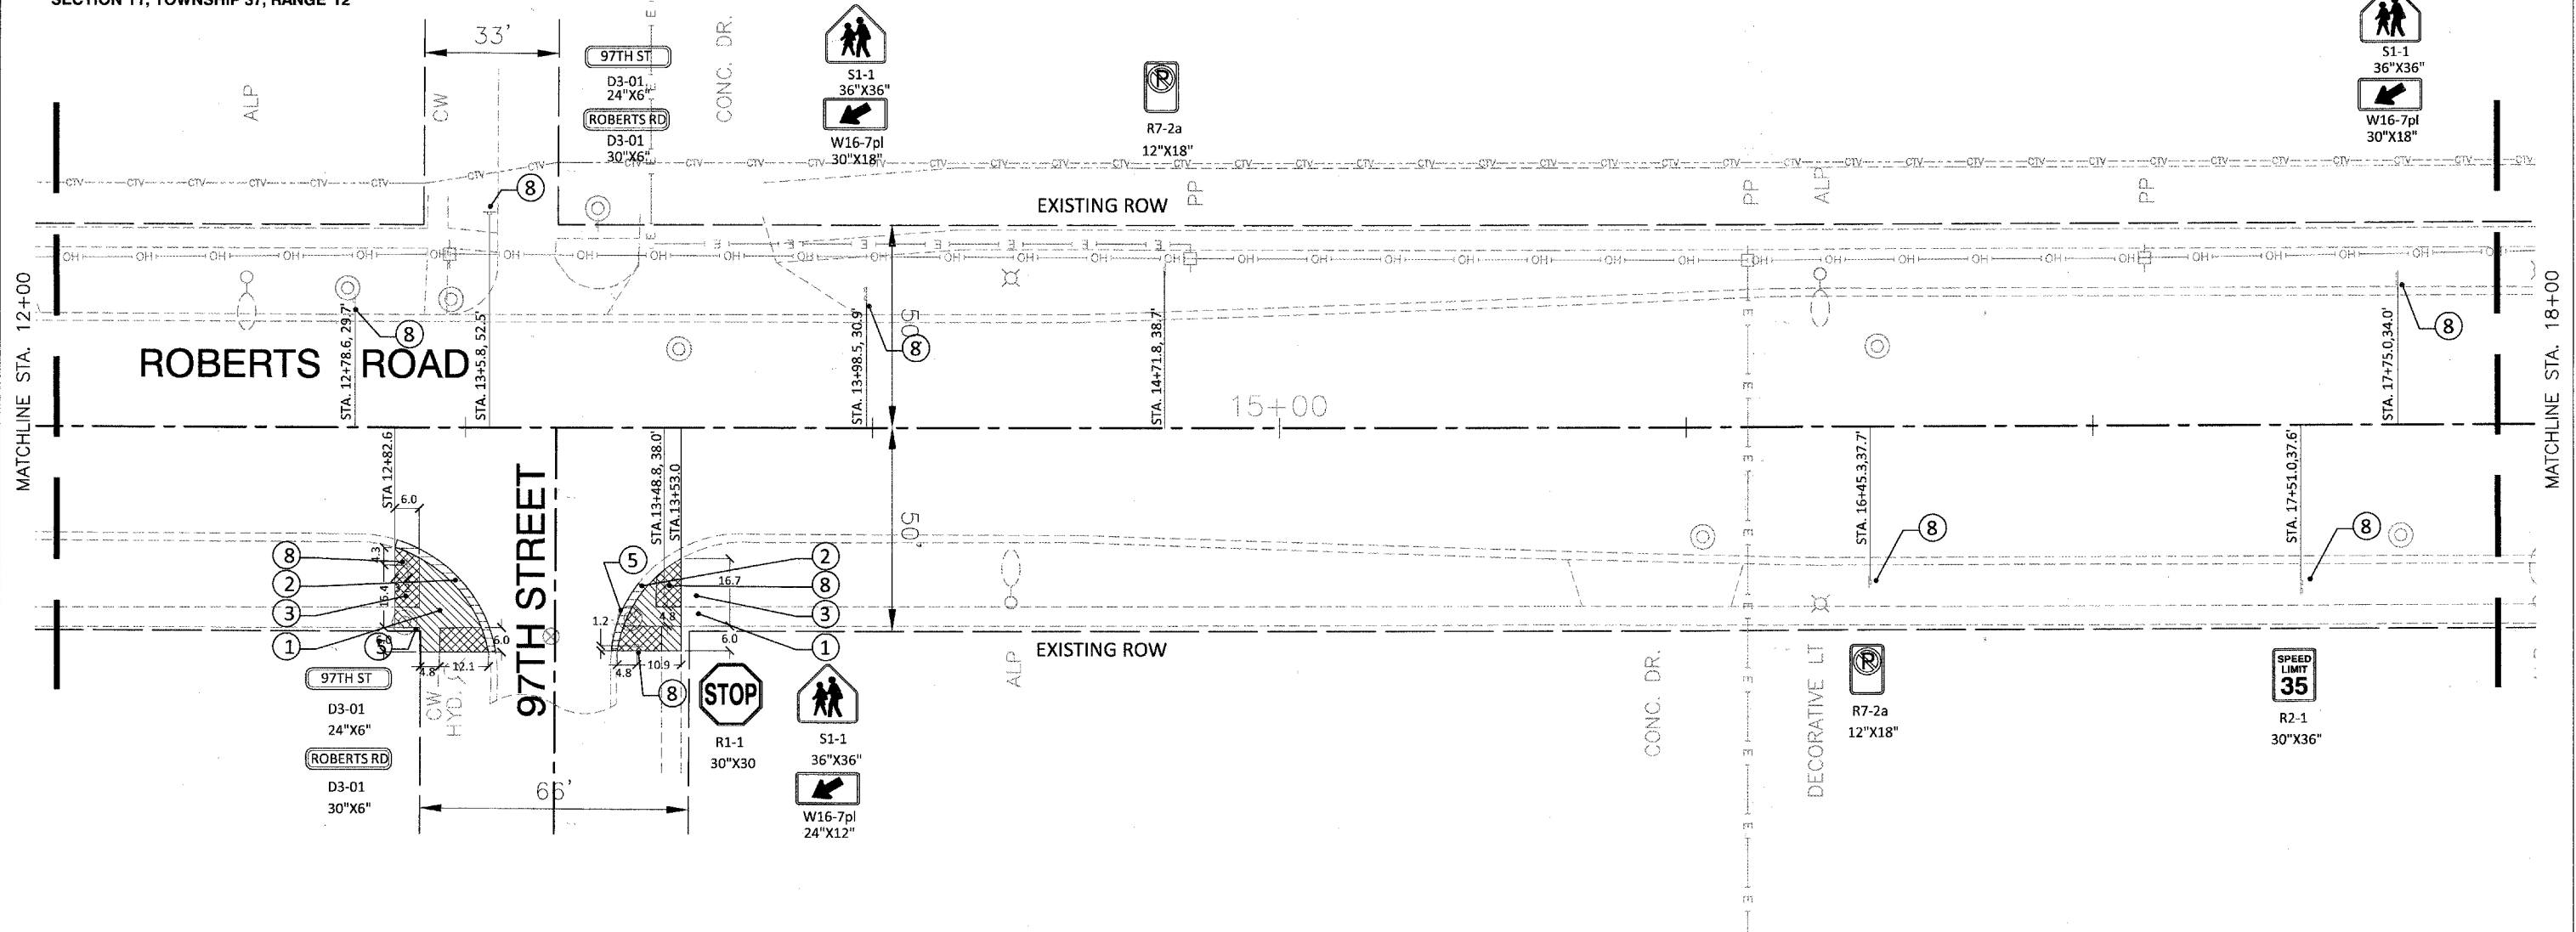 SECTION 11, TOWNSHIP 37, RANGE 12
33'
97TH ST
D3-01
24"X6"
ROBERTS RD
D3-01
30"X6"
CONC. DR.
ALP
CW
S1-1
36"X36"
W16-7pl
30"X18"
R7-2a
12"X18"
S1-1
36"X36"
W16-7pl
30"X18"
PP
PP
ALP
PP
EXISTING ROW
MATCHLINE STA. 12+00
MATCHLINE STA. 18+00
8
8
8
8
ROBERTS ROAD
STA. 12+78.6, 29.7'
STA. 13+5.8, 52.5'
STA. 13+98.5, 30.9'
50'
STA. 14+71.8, 38.7'
STA. 17+75.0,34.0'
15+00
STA 12+82.6
6.0
97TH STREET
STA.13+48.8, 38.0'
STA.13+53.0
50'
STA. 16+45.3,37.7'
STA. 17+51.0,37.6'
8
8
8
2
3
1
5
4.3
15.4
6.0
4.8
12.1
5
2
8
3
1
16.7
1.2
6.0
4.8
10.9
8
EXISTING ROW
97TH ST
D3-01
24"X6"
ROBERTS RD
D3-01
30"X6"
CW
HYD.
66'
STOP
R1-1
30"X30
S1-1
36"X36"
W16-7pl
24"X12"
ALP
CONC. DR.
DECORATIVE LT
R7-2a
12"X18"
SPEED
LIMIT
35
R2-1
30"X36"